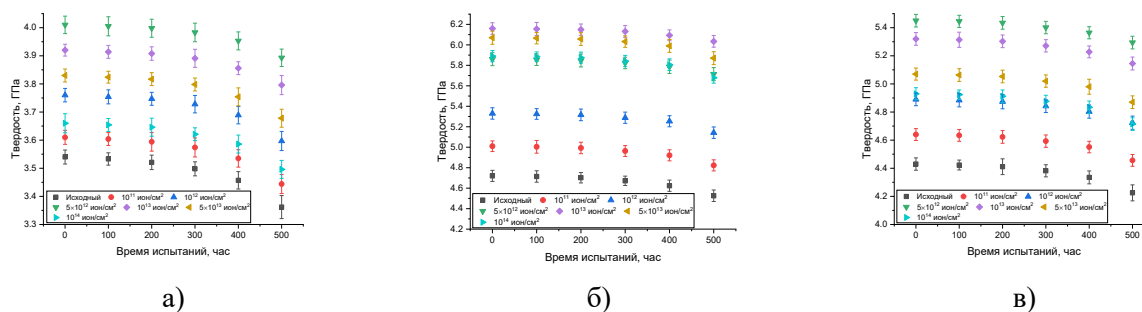 4.0
3.9
3.8
3.7
3.6
3.5
3.4
3.3
Твердость, ГПа
Исходный 10¹¹ ион/см² 10¹² ион/см²
5×10¹² ион/см² 10¹³ ион/см² 5×10¹³ ион/см²
10¹⁴ ион/см²
0 100 200 300 400 500
Время испытаний, час
а)
6.2
6.0
5.8
5.6
5.4
5.2
5.0
4.8
4.6
4.4
4.2
Твердость, ГПа
Исходный 10¹¹ ион/см² 10¹² ион/см²
5×10¹² ион/см² 10¹³ ион/см² 5×10¹³ ион/см²
10¹⁴ ион/см²
0 100 200 300 400 500
Время испытаний, час
б)
5.4
5.2
5.0
4.8
4.6
4.4
4.2
4.0
Твердость, ГПа
Исходный 10¹¹ ион/см² 10¹² ион/см²
5×10¹² ион/см² 10¹³ ион/см² 5×10¹³ ион/см²
10¹⁴ ион/см²
0 100 200 300 400 500
Время испытаний, час
в)